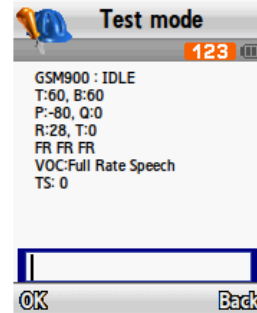 Test mode
123
GSM900 : IDLE
T:60, B:60
P:-80, Q:0
R:28, T:0
FR FR FR
VOC:Full Rate Speech
TS: 0
OK
Back